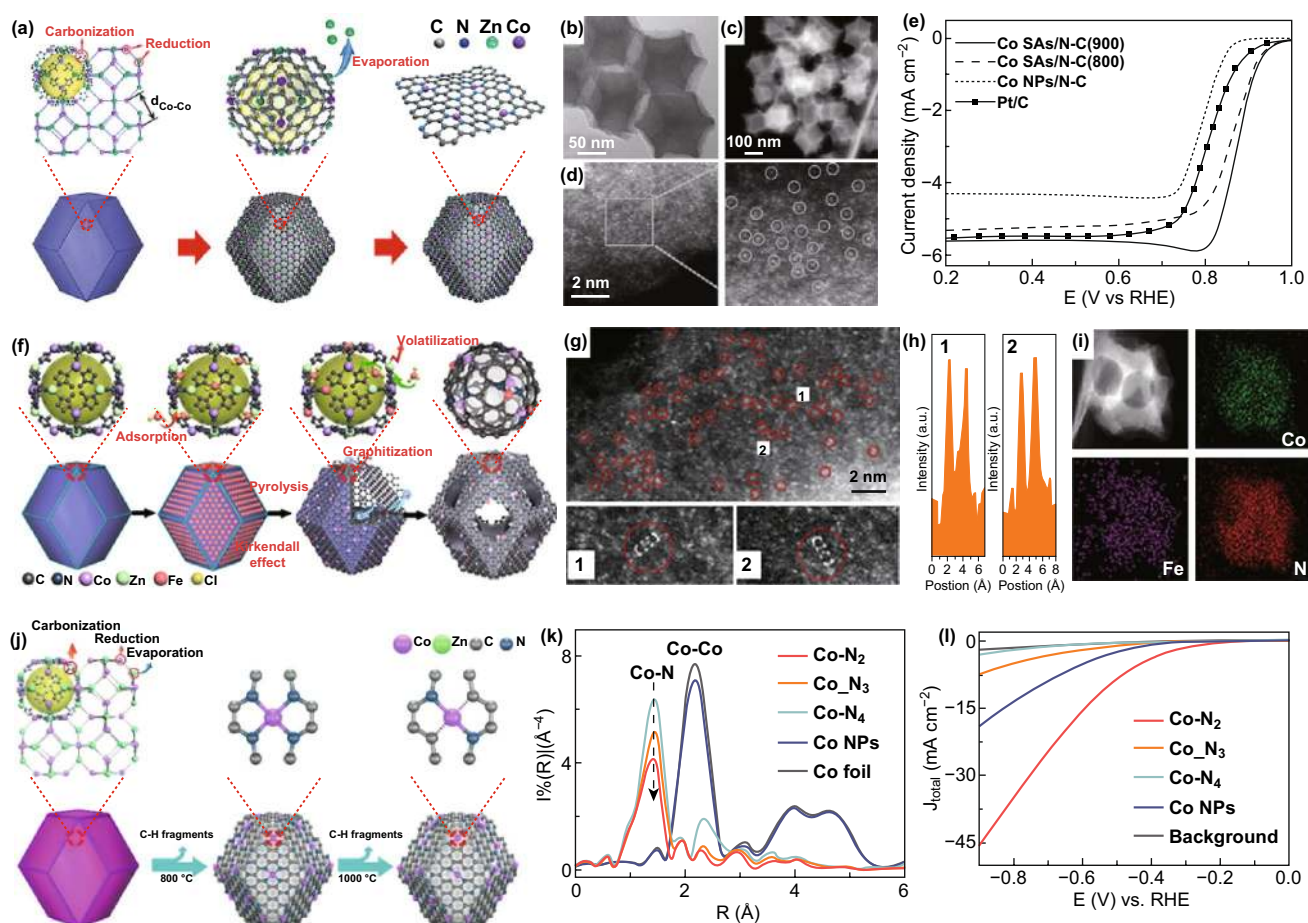 (a)
Carbonization
Reduction
d Co-Co
Evaporation
C N Zn Co
(b)
50 nm
(c)
100 nm
(d)
2 nm
(e)
Co SAs/N-C(900)
Co SAs/N-C(800)
Co NPs/N-C
Pt/C
Current density (mA cm⁻²)
0
−2
−4
−6
0.2 0.4 0.6 0.8 1.0
E (V vs RHE)
(f)
Adsorption
Volatilization
Graphitization
Pyrolysis
irkendall
effect
C N Co Zn Fe Cl
(g)
1
2
2 nm
1
2
(h)
1
2
Intensity (a.u.)
Intensity (a.u.)
0 2 4 6
0 2 4 6 8
Postion (Å)
Postion (Å)
(i)
Co
Fe
N
(j)
Carbonization
Reduction
Evaporation
Co Zn C N
C-H fragments
800 °C
C-H fragments
1000 °C
(k)
Co-N
Co-Co
Co-N₂
Co_N₃
Co-N₄
Co NPs
Co foil
I%(R)|(Å⁻⁴)
8
4
0
0 2 4 6
R (Å)
(l)
Co-N₂
Co_N₃
Co-N₄
Co NPs
Background
J total (mA cm⁻²)
0
−15
−30
−45
−0.8 −0.6 −0.4 −0.2 0.0
E (V) vs. RHE